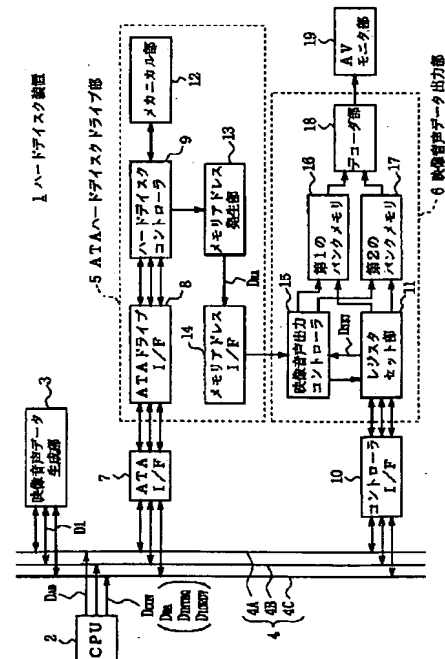 1 ハードディスク装置
5 ATAハードディスクドライブ部
メカニカル部
12
9
ハードディスク
コントローラ
13
メモリアドレス
発生部
DMA
8
ATAドライブ
I/F
14
メモリアドレス
I/F
3
映像音声データ
生成部
D1
7
ATA
I/F
DAB
2
CPU
DCON
DBA
4A
4B
4C
4
10
コントローラ
I/F
15
映像音声出力
コントローラ
DSET
11
レジスタ
セット部
16
第1の
バンクメモリ
17
第2の
バンクメモリ
18
デコーダ部
19
AV
モニタ部
6 映像音声データ出力部